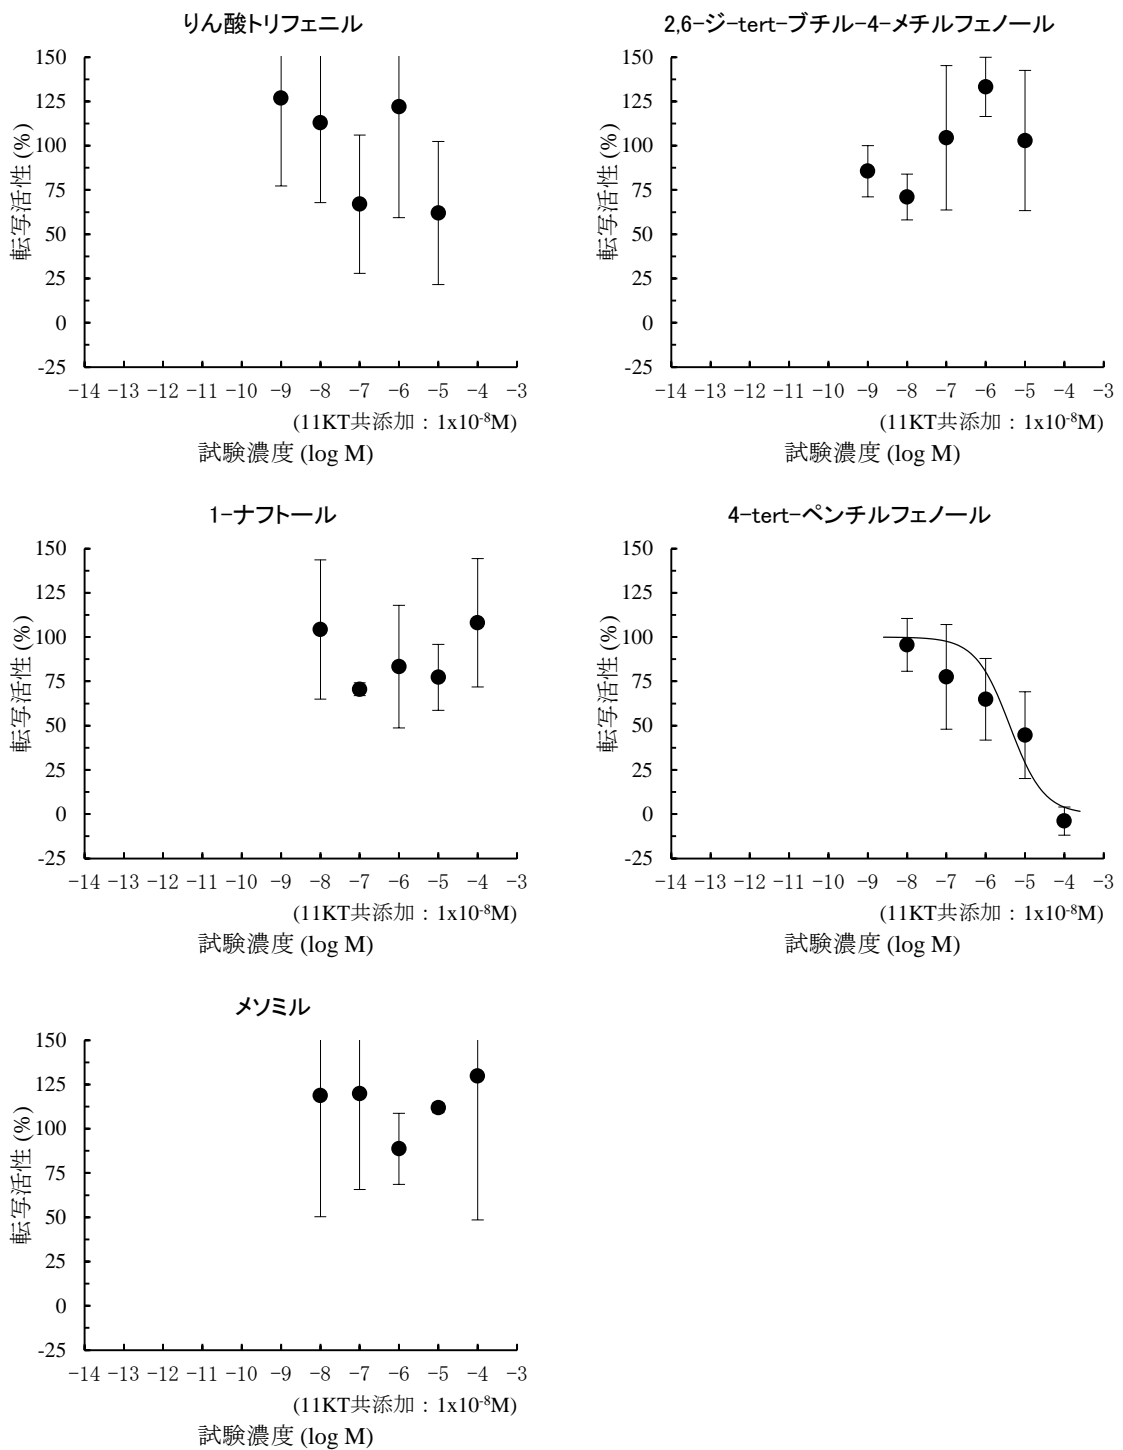 りん酸トリフェニル
150
125
100
75
50
25
0
-25
転写活性 (%)
-14 -13 -12 -11 -10 -9 -8 -7 -6 -5 -4 -3
(11KT共添加：1x10⁻⁸M)
試験濃度 (log M)
2,6-ジ-tert-ブチル-4-メチルフェノール
150
125
100
75
50
25
0
-25
転写活性 (%)
-14 -13 -12 -11 -10 -9 -8 -7 -6 -5 -4 -3
(11KT共添加：1x10⁻⁸M)
試験濃度 (log M)
1-ナフトール
150
125
100
75
50
25
0
-25
転写活性 (%)
-14 -13 -12 -11 -10 -9 -8 -7 -6 -5 -4 -3
(11KT共添加：1x10⁻⁸M)
試験濃度 (log M)
4-tert-ペンチルフェノール
150
125
100
75
50
25
0
-25
転写活性 (%)
-14 -13 -12 -11 -10 -9 -8 -7 -6 -5 -4 -3
(11KT共添加：1x10⁻⁸M)
試験濃度 (log M)
メソミル
150
125
100
75
50
25
0
-25
転写活性 (%)
-14 -13 -12 -11 -10 -9 -8 -7 -6 -5 -4 -3
(11KT共添加：1x10⁻⁸M)
試験濃度 (log M)